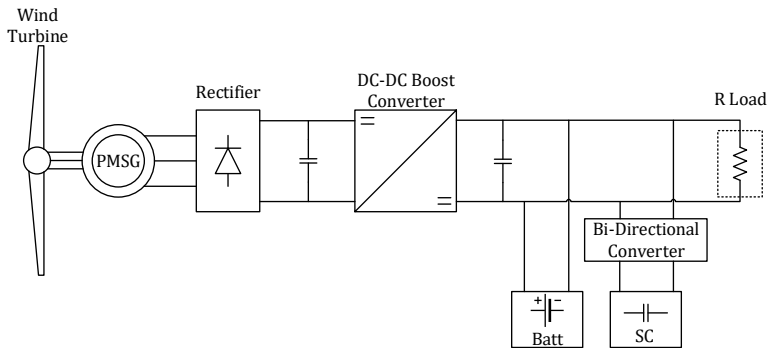 Wind
Turbine
PMSG
Rectifier
DC-DC Boost
Converter
R Load
Bi-Directional
Converter
+ −
Batt
SC